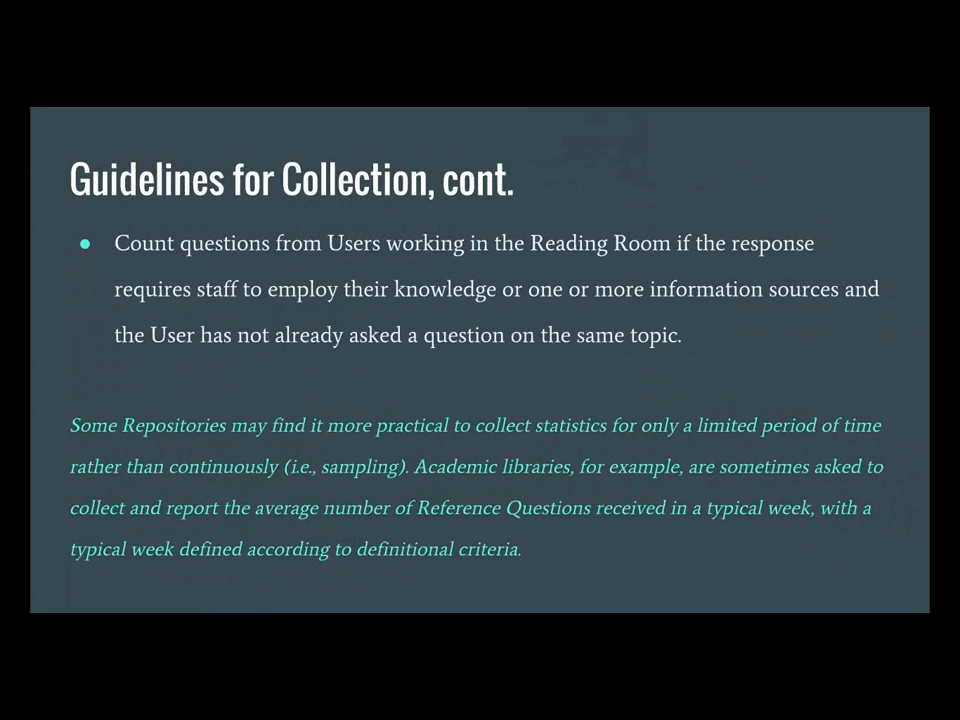 Guidelines for Collection, cont.
● Count questions from Users working in the Reading Room if the response
requires staff to employ their knowledge or one or more information sources and
the User has not already asked a question on the same topic.
Some Repositories may find it more practical to collect statistics for only a limited period of time
rather than continuously (i.e., sampling). Academic libraries, for example, are sometimes asked to
collect and report the average number of Reference Questions received in a typical week, with a
typical week defined according to definitional criteria.